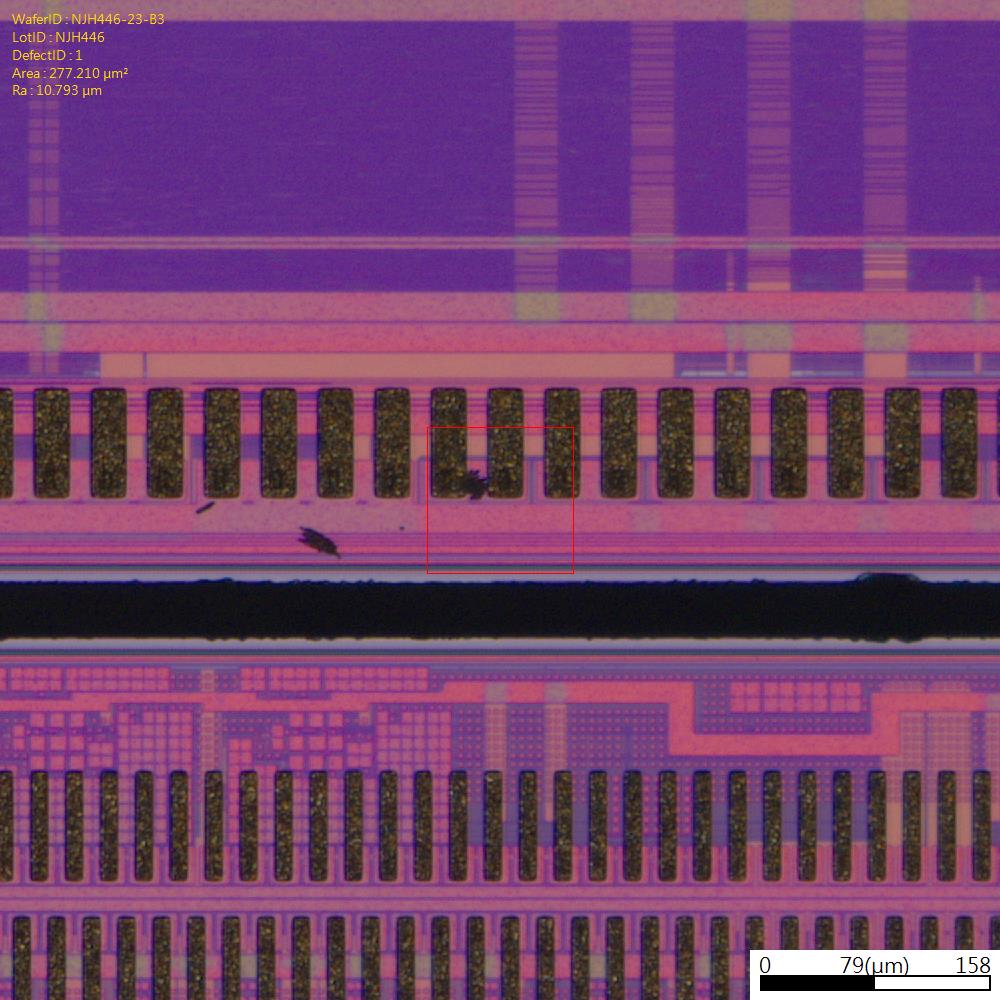 WaferID : NJH446-23-B3
LotID : NJH446
DefectID : 1
Area : 277.210 µm²
Ra : 10.793 µm
0 79(µm) 158